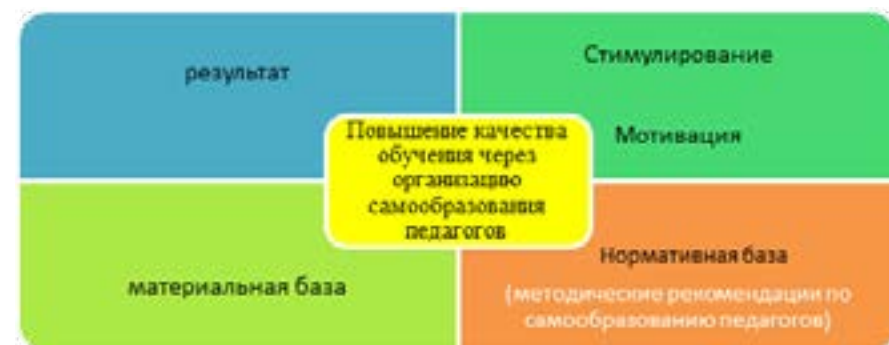 результат
Стимулирование
Мотивация
Повышение качества
обучения через
организацию
самообразования
педагогов
материальная база
Нормативная база
(методические рекомендации по
самообразованию педагогов)